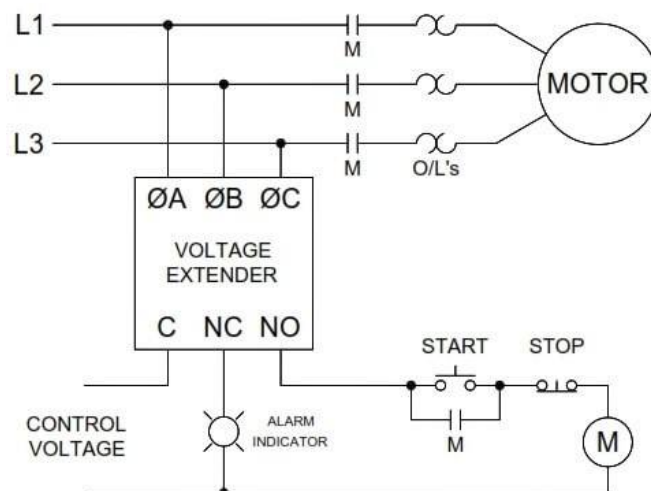 L1
M
L2
MOTOR
M
L3
M
O/L's
ØA ØB ØC
VOLTAGE
EXTENDER
C NC NO
START STOP
CONTROL
VOLTAGE
ALARM
INDICATOR
M
M